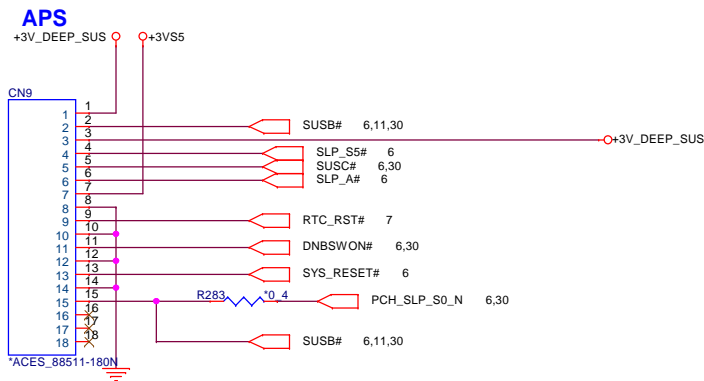 APS
+3V_DEEP_SUS +3VS5
CN9
1 1
2 2 SUSB# 6,11,30
3 3 +3V_DEEP_SUS
4 4 SLP_S5# 6
5 5 SUSC# 6,30
6 6 SLP_A# 6
7 7
8 8
9 9 RTC_RST# 7
10 10
11 11 DNBSWON# 6,30
12 12
13 13 SYS_RESET# 6
14 14
15 15 R283 *0_4 PCH_SLP_S0_N 6,30
16 16
17 17
18 18 SUSB# 6,11,30
*ACES_88511-180N